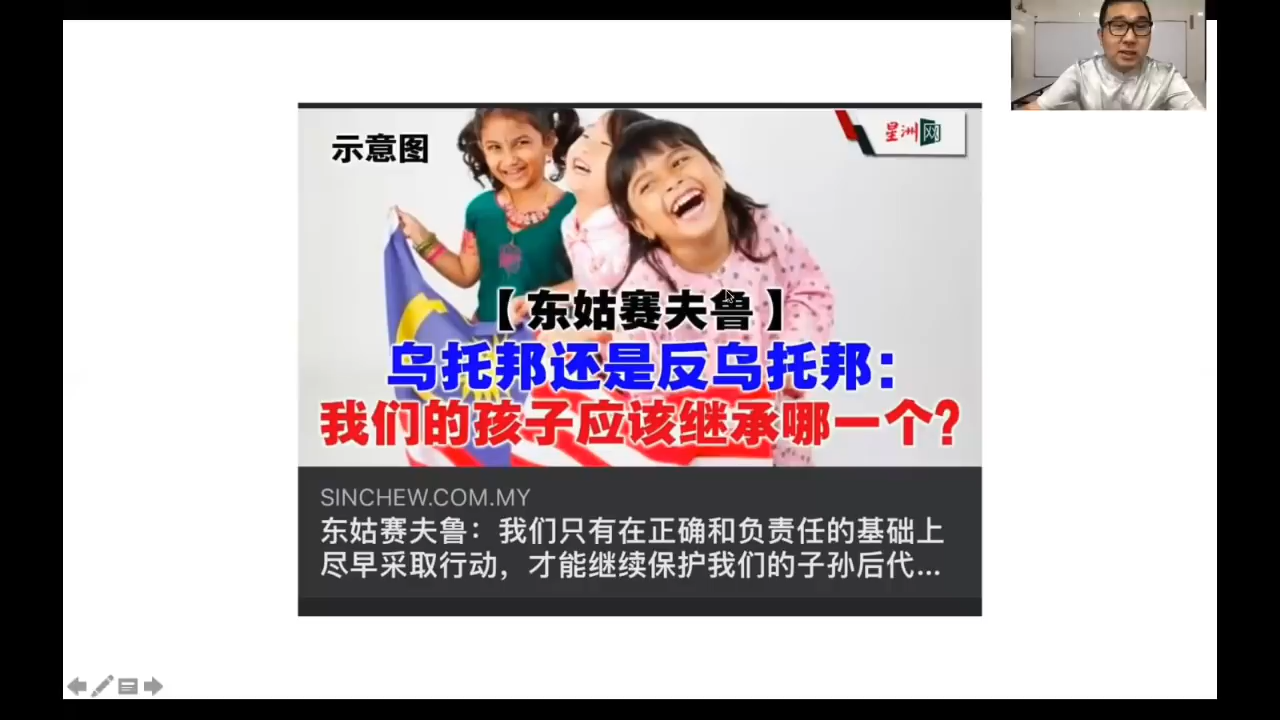 示意图
星洲网
【东姑赛夫鲁】
乌托邦还是反乌托邦：
我们的孩子应该继承哪一个？
SINCHEW.COM.MY
东姑赛夫鲁：我们只有在正确和负责任的基础上
尽早采取行动，才能继续保护我们的子孙后代...